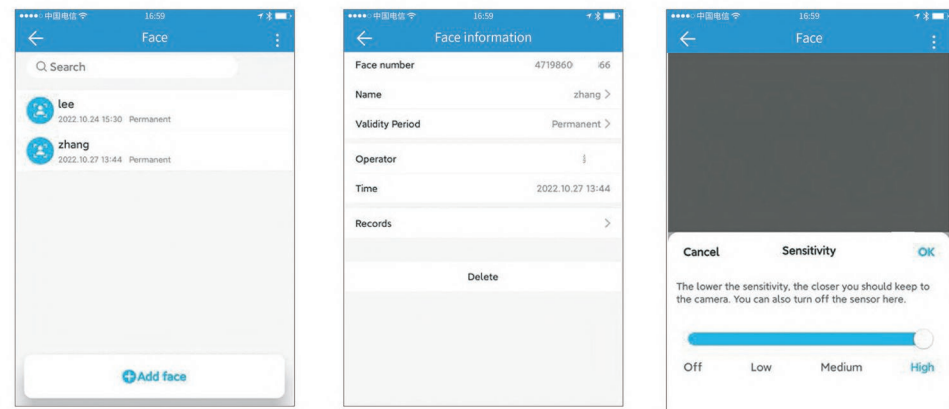 中国电信 16:59
Face
Search
lee
2022.10.24 15:30 Permanent
zhang
2022.10.27 13:44 Permanent
Add face
中国电信 16:59
Face information
Face number 4719860 66
Name zhang >
Validity Period Permanent >
Operator
Time 2022.10.27 13:44
Records >
Delete
中国电信 16:59
Face
Cancel Sensitivity OK
The lower the sensitivity, the closer you should keep to
the camera. You can also turn off the sensor here.
Off Low Medium High